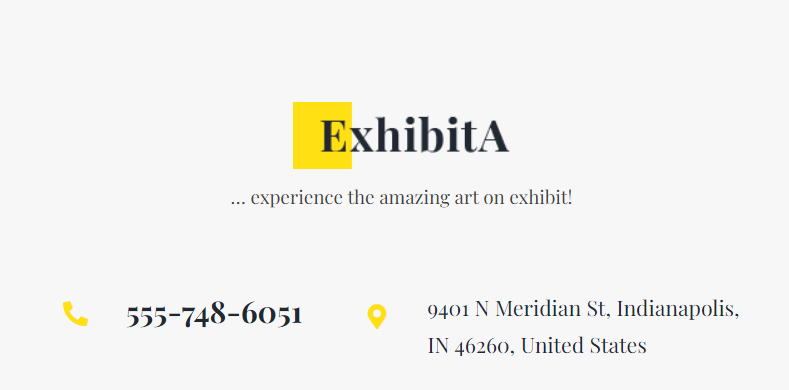 ExhibitA
... experience the amazing art on exhibit!
555-748-6051
9401 N Meridian St, Indianapolis,
IN 46260, United States